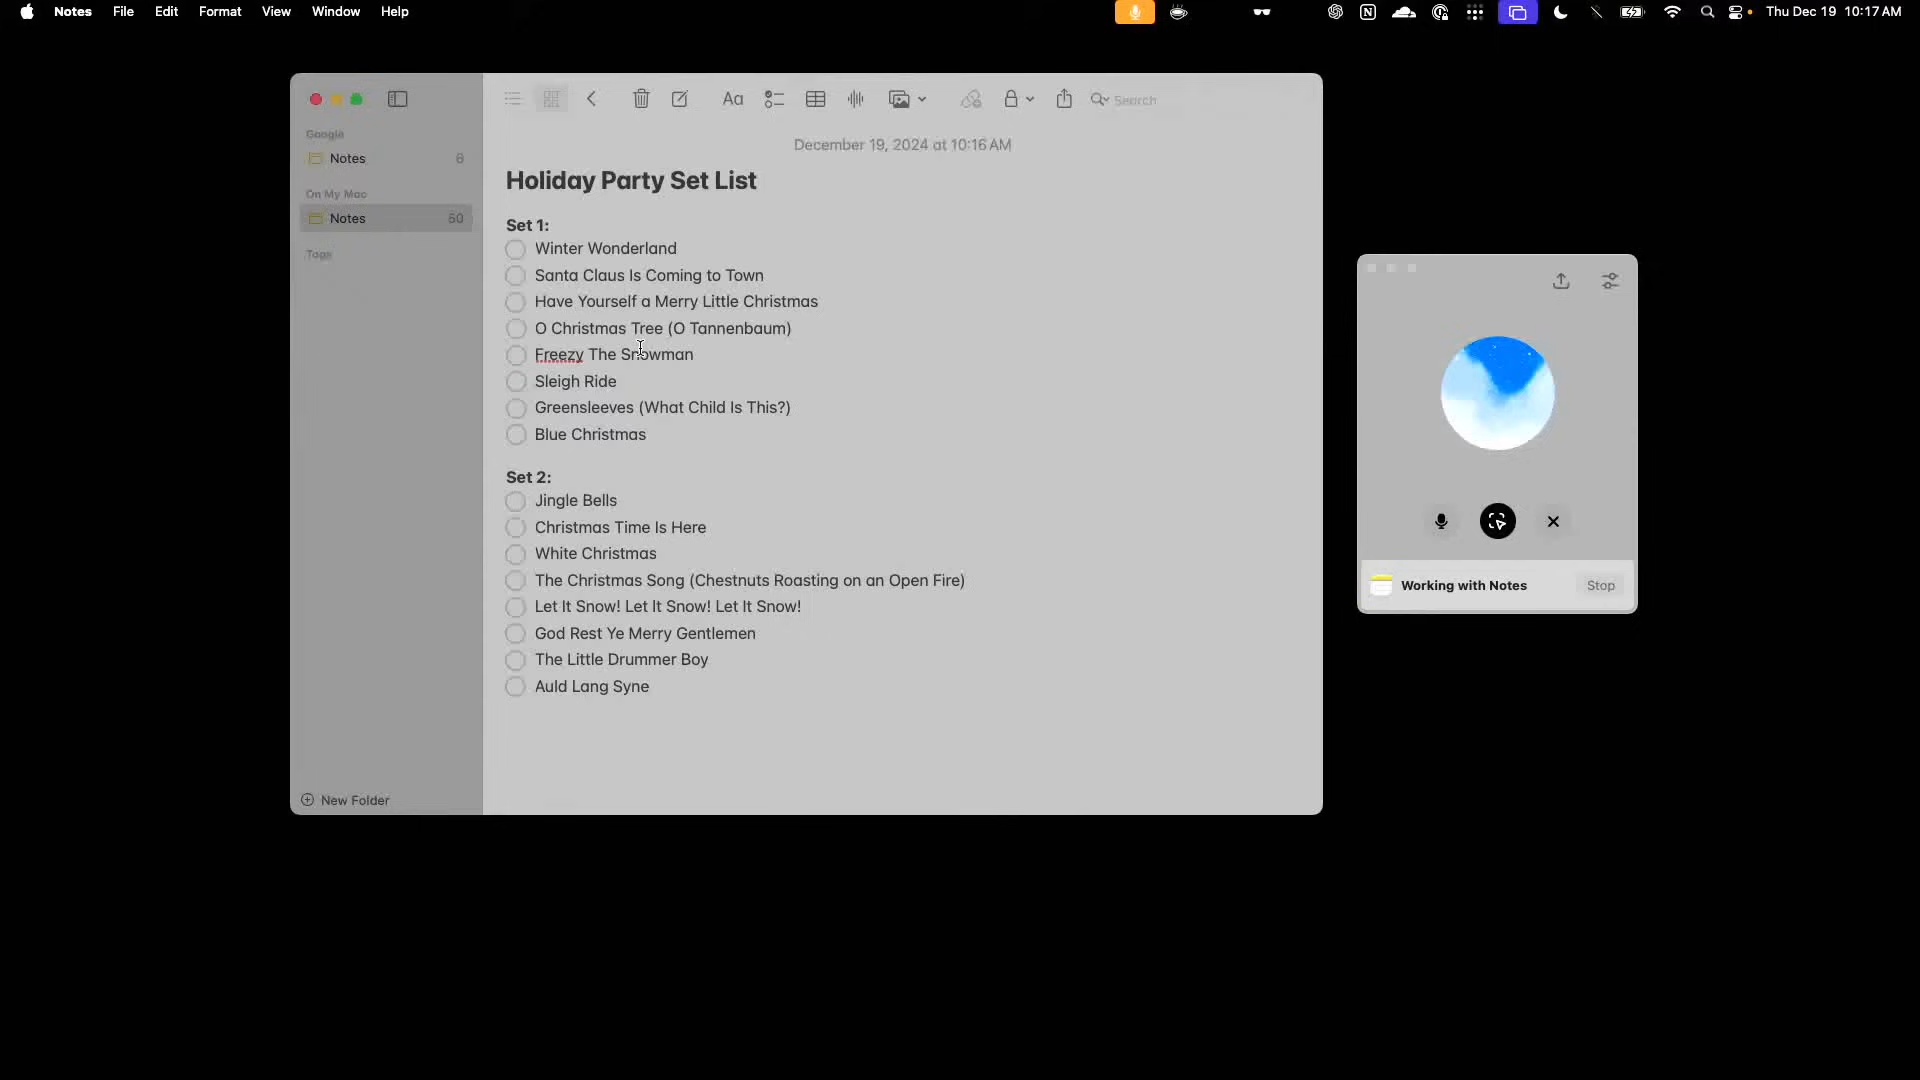 Notes File Edit Format View Window Help
Thu Dec 19 10:17 AM
Google
Notes 6
On My Mac
Notes 50
Tags
New Folder
Aa
Search
December 19, 2024 at 10:16 AM
Holiday Party Set List
Set 1:
Winter Wonderland
Santa Claus Is Coming to Town
Have Yourself a Merry Little Christmas
O Christmas Tree (O Tannenbaum)
Freezy The Snowman
Sleigh Ride
Greensleeves (What Child Is This?)
Blue Christmas
Set 2:
Jingle Bells
Christmas Time Is Here
White Christmas
The Christmas Song (Chestnuts Roasting on an Open Fire)
Let It Snow! Let It Snow! Let It Snow!
God Rest Ye Merry Gentlemen
The Little Drummer Boy
Auld Lang Syne
Working with Notes Stop